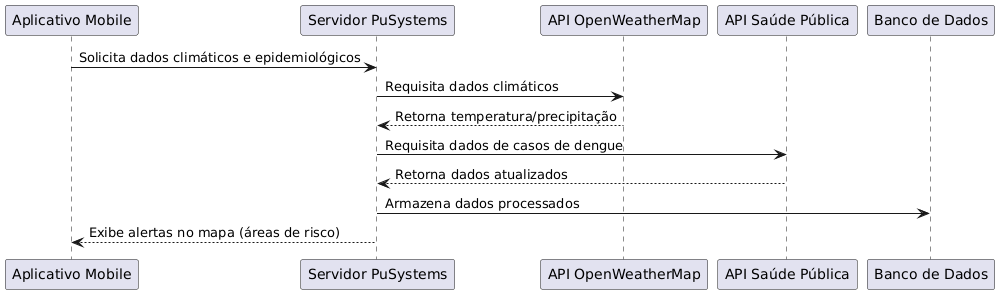 Aplicativo Mobile
Servidor PuSystems
API OpenWeatherMap
API Saúde Pública
Banco de Dados
Solicita dados climáticos e epidemiológicos
Requisita dados climáticos
Retorna temperatura/precipitação
Requisita dados de casos de dengue
Retorna dados atualizados
Armazena dados processados
Exibe alertas no mapa (áreas de risco)
Aplicativo Mobile
Servidor PuSystems
API OpenWeatherMap
API Saúde Pública
Banco de Dados